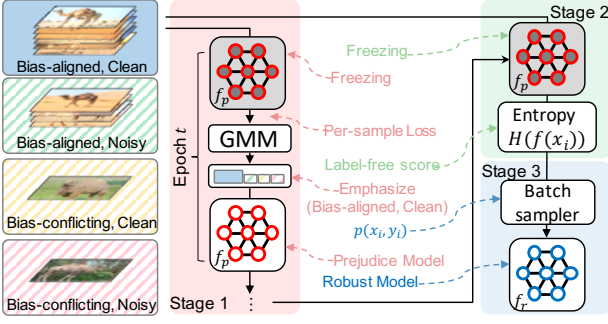 Bias-aligned, Clean
Bias-aligned, Noisy
Bias-conflicting, Clean
Bias-conflicting, Noisy
Epoch t
f_p
GMM
f_p
Stage 1
⋮
Freezing
Freezing
Per-sample Loss
Label-free score
Emphasize
(Bias-aligned, Clean)
p(x_i, y_i)
Prejudice Model
Robust Model
Stage 2
f_p
Entropy
H(f(x_i))
Stage 3
Batch
sampler
f_r